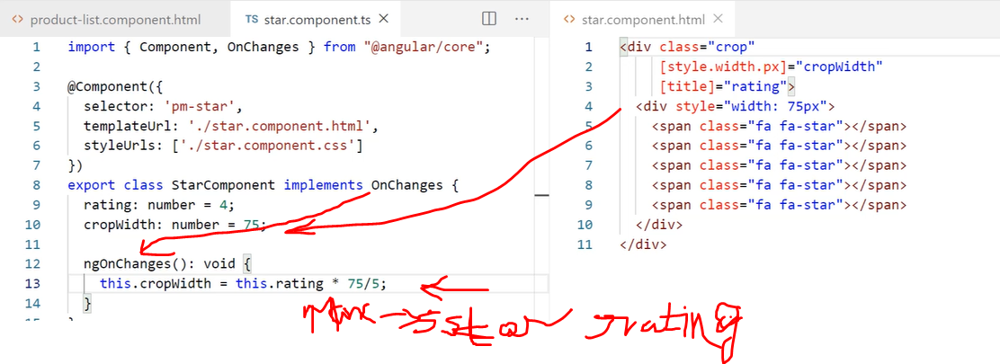 product-list.component.html
TS star.component.ts
1 import { Component, OnChanges } from "@angular/core";
2
3 @Component({
4 selector: 'pm-star',
5 templateUrl: './star.component.html',
6 styleUrls: ['./star.component.css']
7 })
8 export class StarComponent implements OnChanges {
9 rating: number = 4;
10 cropWidth: number = 75;
11
12 ngOnChanges(): void {
13 this.cropWidth = this.rating * 75/5;
14 }
star.component.html
1 <div class="crop"
2 [style.width.px]="cropWidth"
3 [title]="rating">
4 <div style="width: 75px">
5 <span class="fa fa-star"></span>
6 <span class="fa fa-star"></span>
7 <span class="fa fa-star"></span>
8 <span class="fa fa-star"></span>
9 <span class="fa fa-star"></span>
10 </div>
11 </div>
star rating